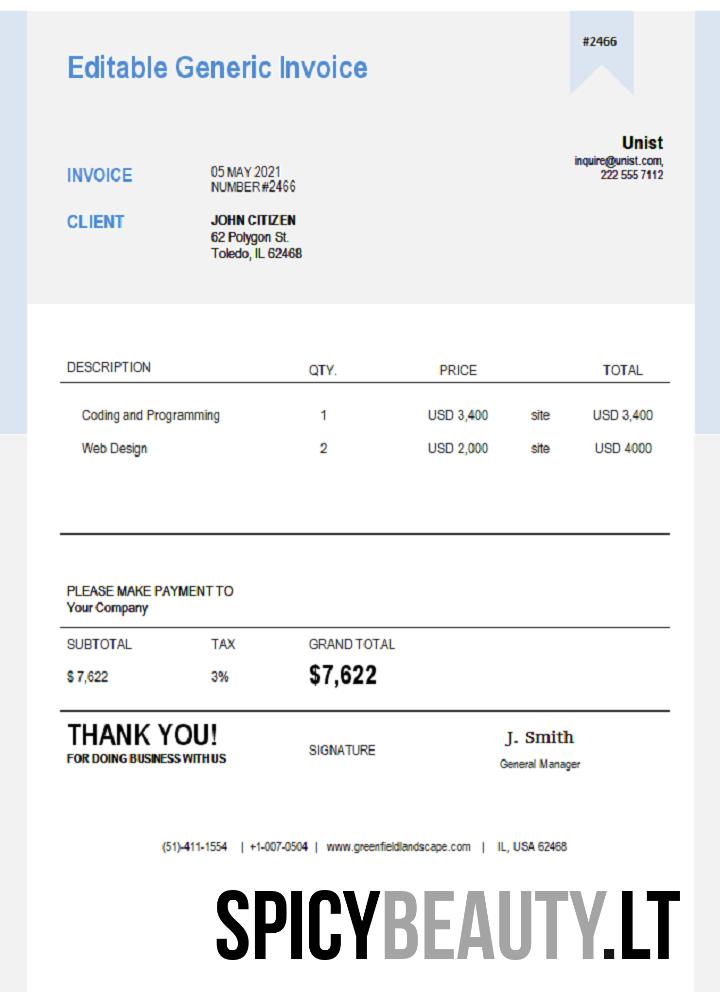 #2466
Editable Generic Invoice
Unist
inquire@unist.com,
222 555 7112
INVOICE
05 MAY 2021
NUMBER #2466
CLIENT
JOHN CITIZEN
62 Polygon St.
Toledo, IL 62468
DESCRIPTION QTY. PRICE TOTAL
Coding and Programming 1 USD 3,400 site USD 3,400
Web Design 2 USD 2,000 site USD 4000
PLEASE MAKE PAYMENT TO
Your Company
SUBTOTAL TAX GRAND TOTAL
$ 7,622 3% $7,622
THANK YOU!
FOR DOING BUSINESS WITH US
SIGNATURE
J. Smith
General Manager
(51)-411-1554 | +1-007-0504 | www.greenfieldlandscape.com | IL, USA 62468
SPICYBEAUTY.LT